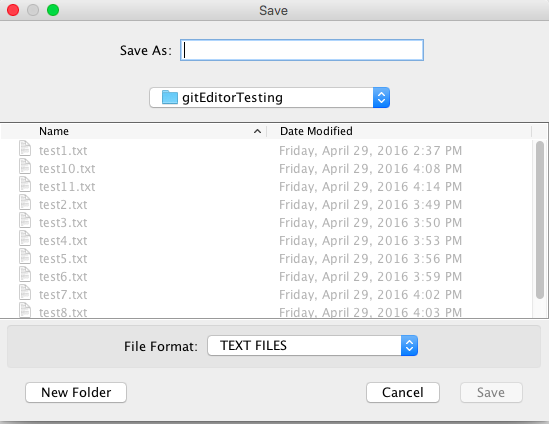 Save
Save As:
gitEditorTesting
Name Date Modified
test1.txt Friday, April 29, 2016 2:37 PM
test10.txt Friday, April 29, 2016 4:08 PM
test11.txt Friday, April 29, 2016 4:14 PM
test2.txt Friday, April 29, 2016 3:49 PM
test3.txt Friday, April 29, 2016 3:50 PM
test4.txt Friday, April 29, 2016 3:53 PM
test5.txt Friday, April 29, 2016 3:56 PM
test6.txt Friday, April 29, 2016 3:59 PM
test7.txt Friday, April 29, 2016 4:02 PM
test8.txt Friday, April 29, 2016 4:03 PM
File Format: TEXT FILES
New Folder Cancel Save